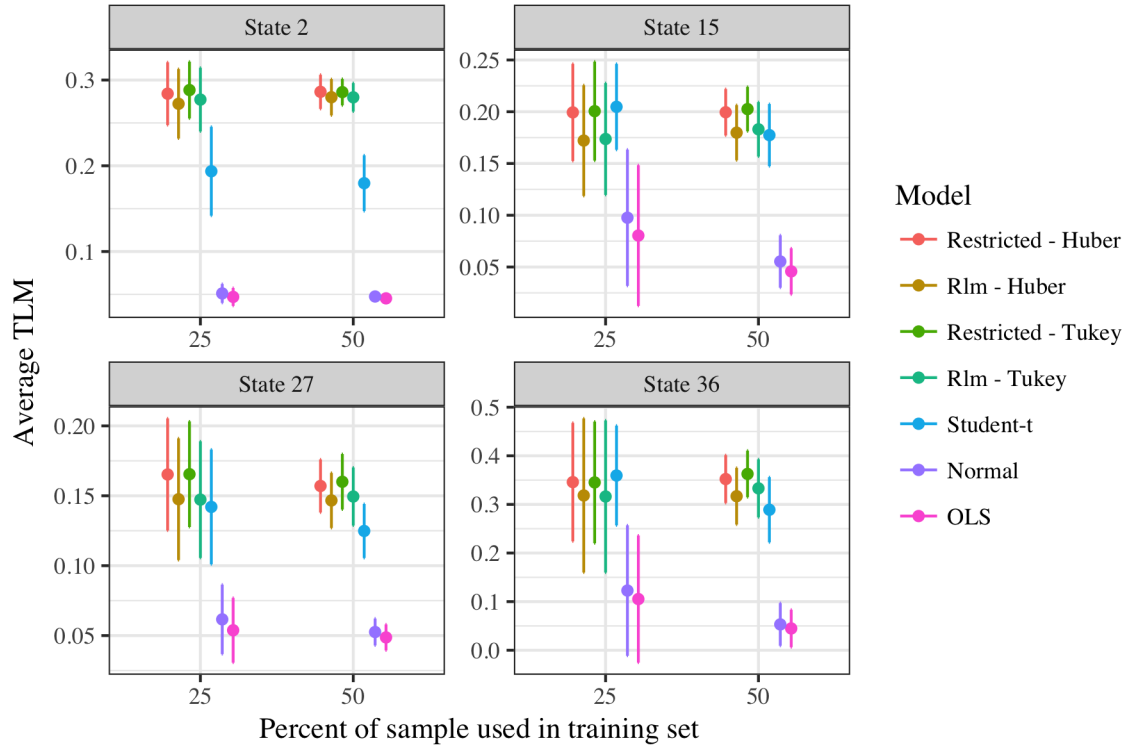 State 2
State 15
0.3
0.2
0.1
25
50
0.25
0.20
0.15
0.10
0.05
25
50
State 27
State 36
0.20
0.15
0.10
0.05
25
50
0.5
0.4
0.3
0.2
0.1
0.0
25
50
Average TLM
Percent of sample used in training set
Model
Restricted - Huber
Rlm - Huber
Restricted - Tukey
Rlm - Tukey
Student-t
Normal
OLS